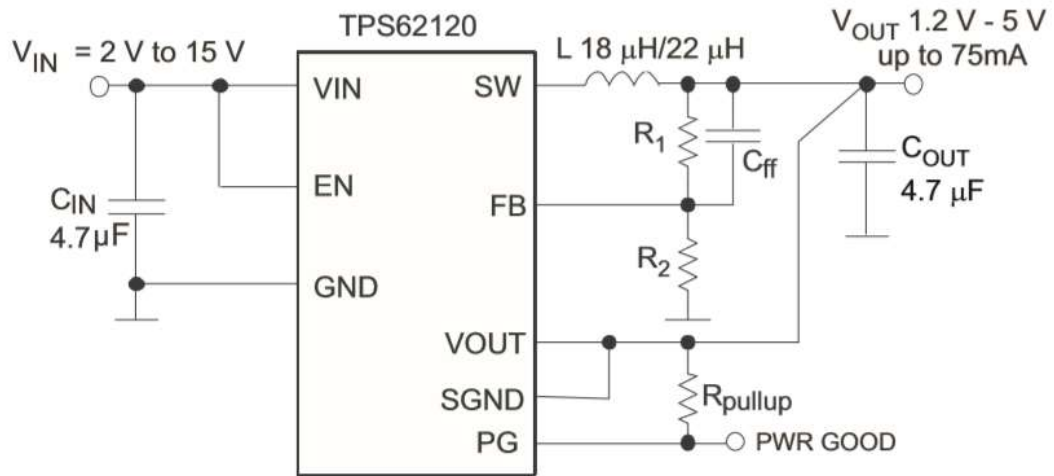 TPS62120
V_IN = 2 V to 15 V
L 18 µH/22 µH
V_OUT 1.2 V - 5 V
up to 75mA
VIN
SW
R_1
C_ff
C_OUT
4.7 µF
EN
C_IN
4.7µF
FB
R_2
GND
VOUT
SGND
R_pullup
PG
PWR GOOD